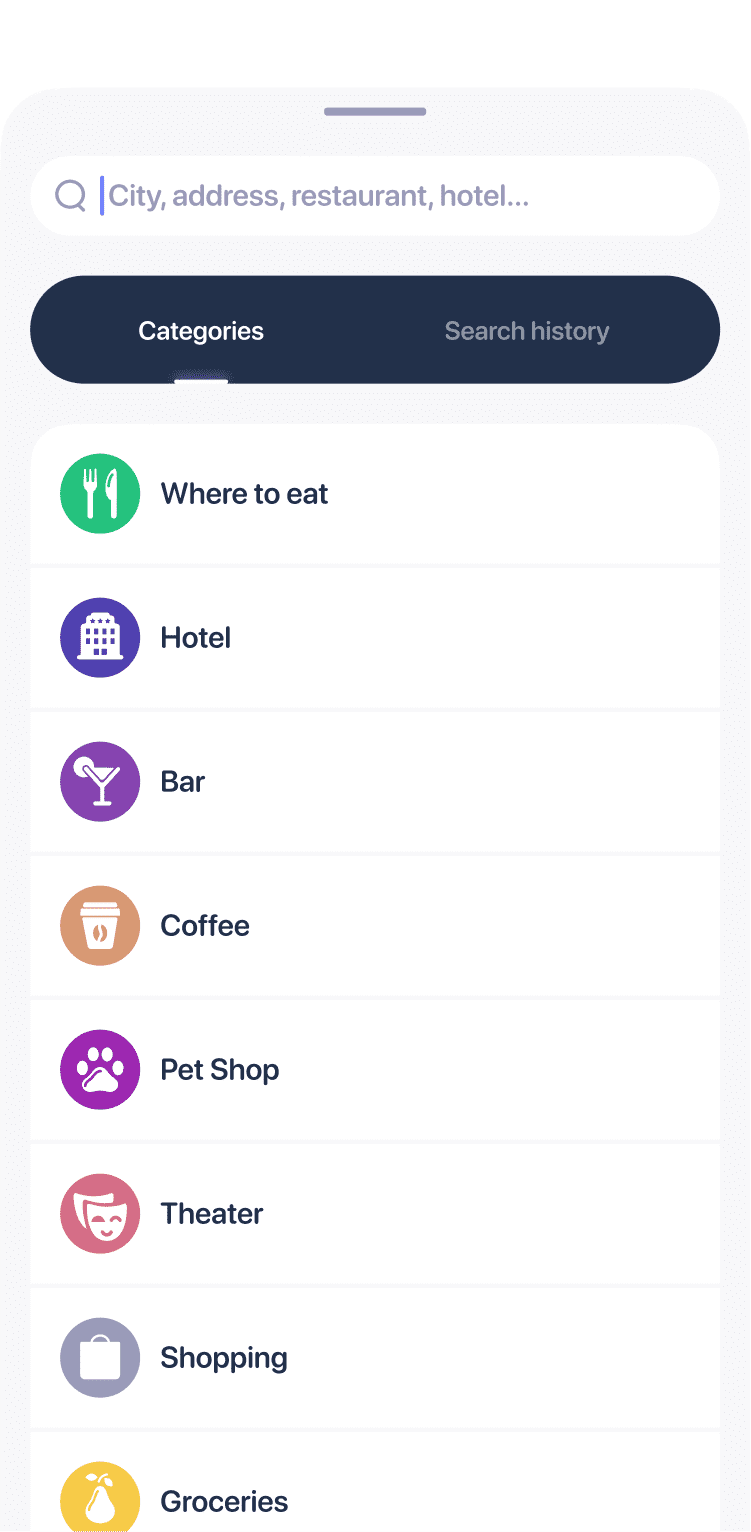 City, address, restaurant, hotel...
Categories
Search history
Where to eat
Hotel
Bar
Coffee
Pet Shop
Theater
Shopping
Groceries